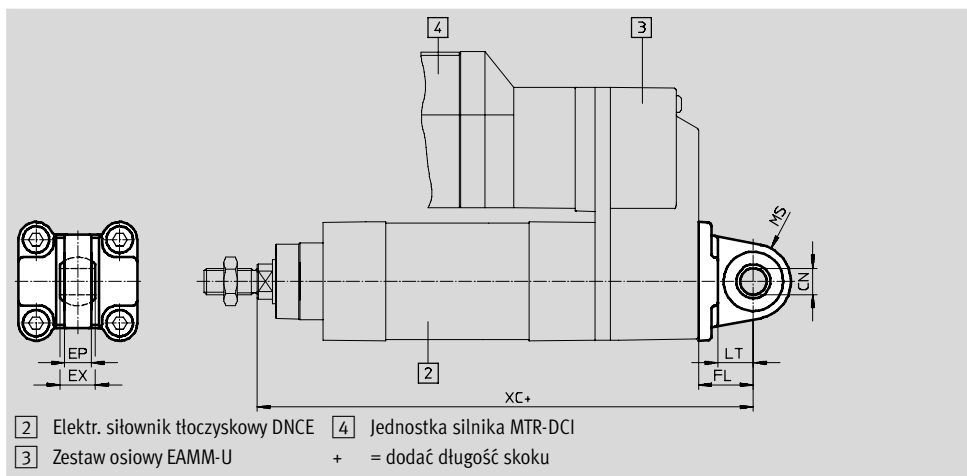 4
3
MS
CN
EP
EX
LT
FL
2
XC+
2 Elektr. siłownik tłoczyskowy DNCE 4 Jednostka silnika MTR-DCI
3 Zestaw osiowy EAMM-U + = dodać długość skoku